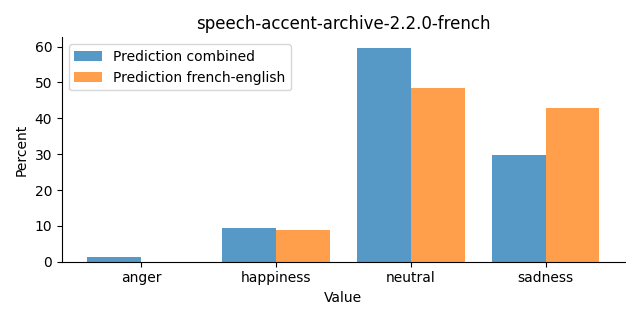 speech-accent-archive-2.2.0-french
Prediction combined
Prediction french-english
60
50
40
30
20
10
0
Percent
anger happiness neutral sadness
Value